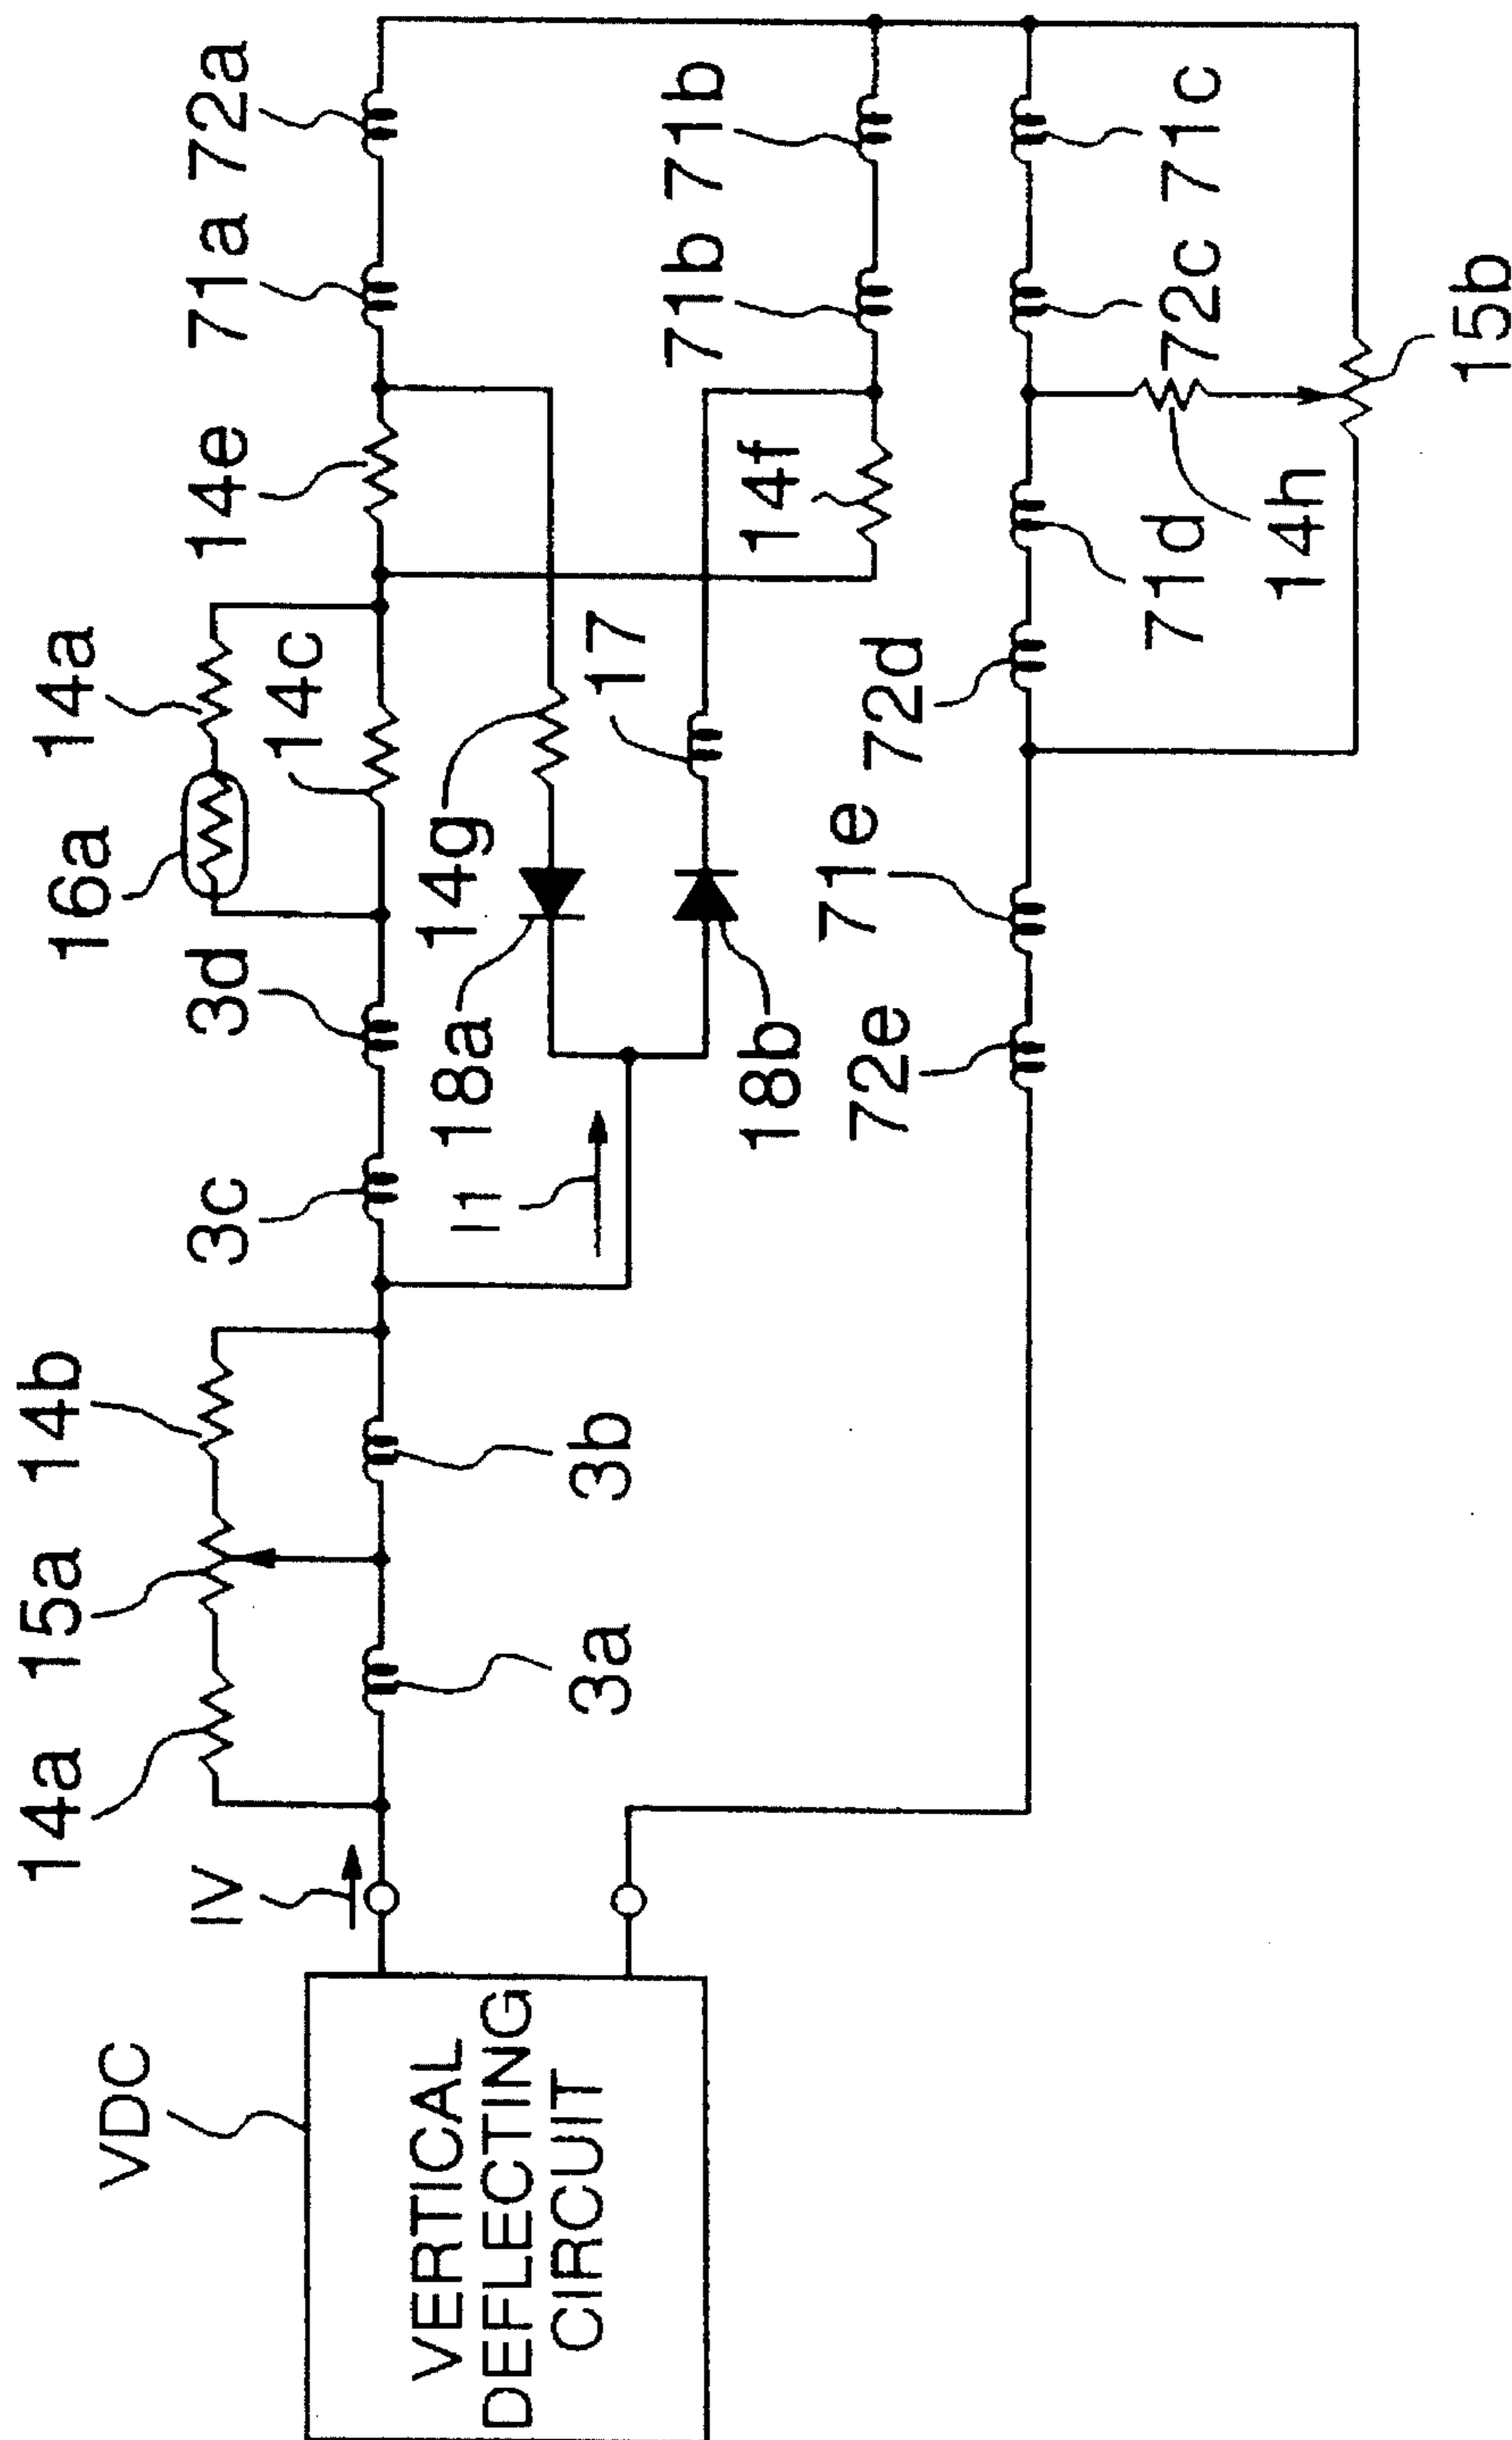 14a
15a
14b
14a
16a
VDC
IV
3c
3d
14e
71a
72a
14c
14g
18a
I1
VERTICAL
DEFLECTING
CIRCUIT
3a
3b
17
71b
71b
18b
14f
71e
72e
72d
71d
72c
71c
14h
15b